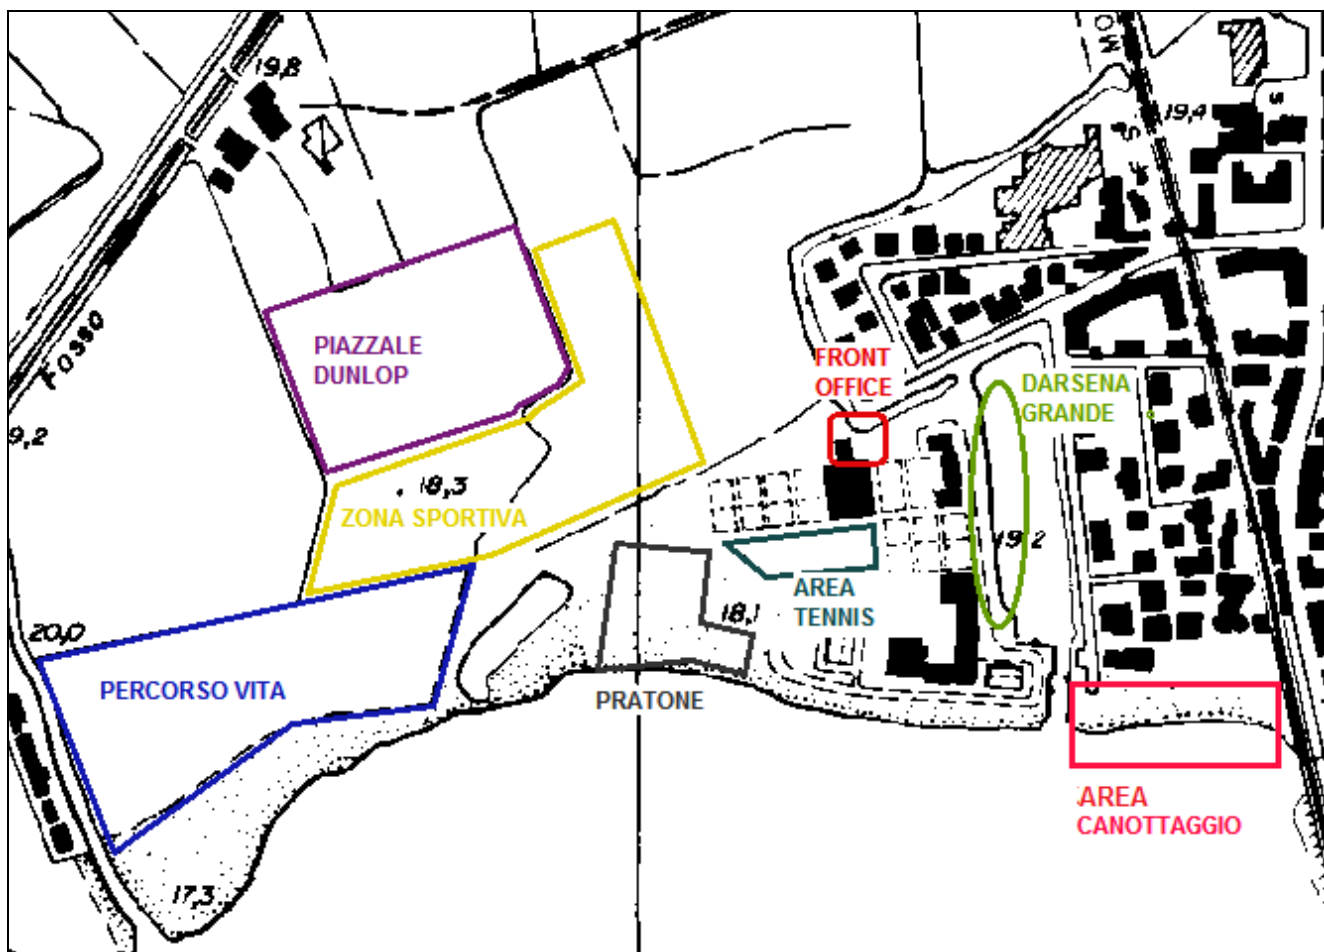 19,8
19,4
FOSSO
9,2
PIAZZALE
DUNLOP
FRONT
OFFICE
DARSENA
GRANDE
18,3
ZONA SPORTIVA
19,2
AREA
TENNIS
18,1
20,0
PERCORSO VITA
PRATONE
AREA
CANOTTAGGIO
17,3